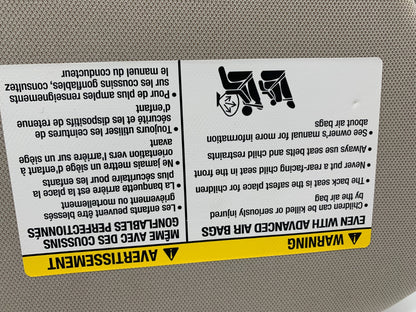 ⚠ WARNING
EVEN WITH ADVANCED AIR BAGS
• Children can be killed or seriously injured
by the air bag
• The back seat is the safest place for children
• Never put a rear-facing child seat in the front
• Always use seat belts and child restraints
• See owner's manual for more information
about air bags
⚠ AVERTISSEMENT
MÊME AVEC DES COUSSINS
GONFLABLES PERFECTIONNÉS
• Les enfants peuvent être blessés
grièvement ou mortellement
• La banquette arrière est la place la
plus sécuritaire pour les enfants
• Ne jamais mettre un siège d'enfant à
orientation vers l'arrière sur un siège
avant
• Toujours utiliser les ceintures de
sécurité et les dispositifs de retenue
d'enfant
• Pour de plus amples renseignements
sur les coussins gonflables, consultez
le manuel du conducteur